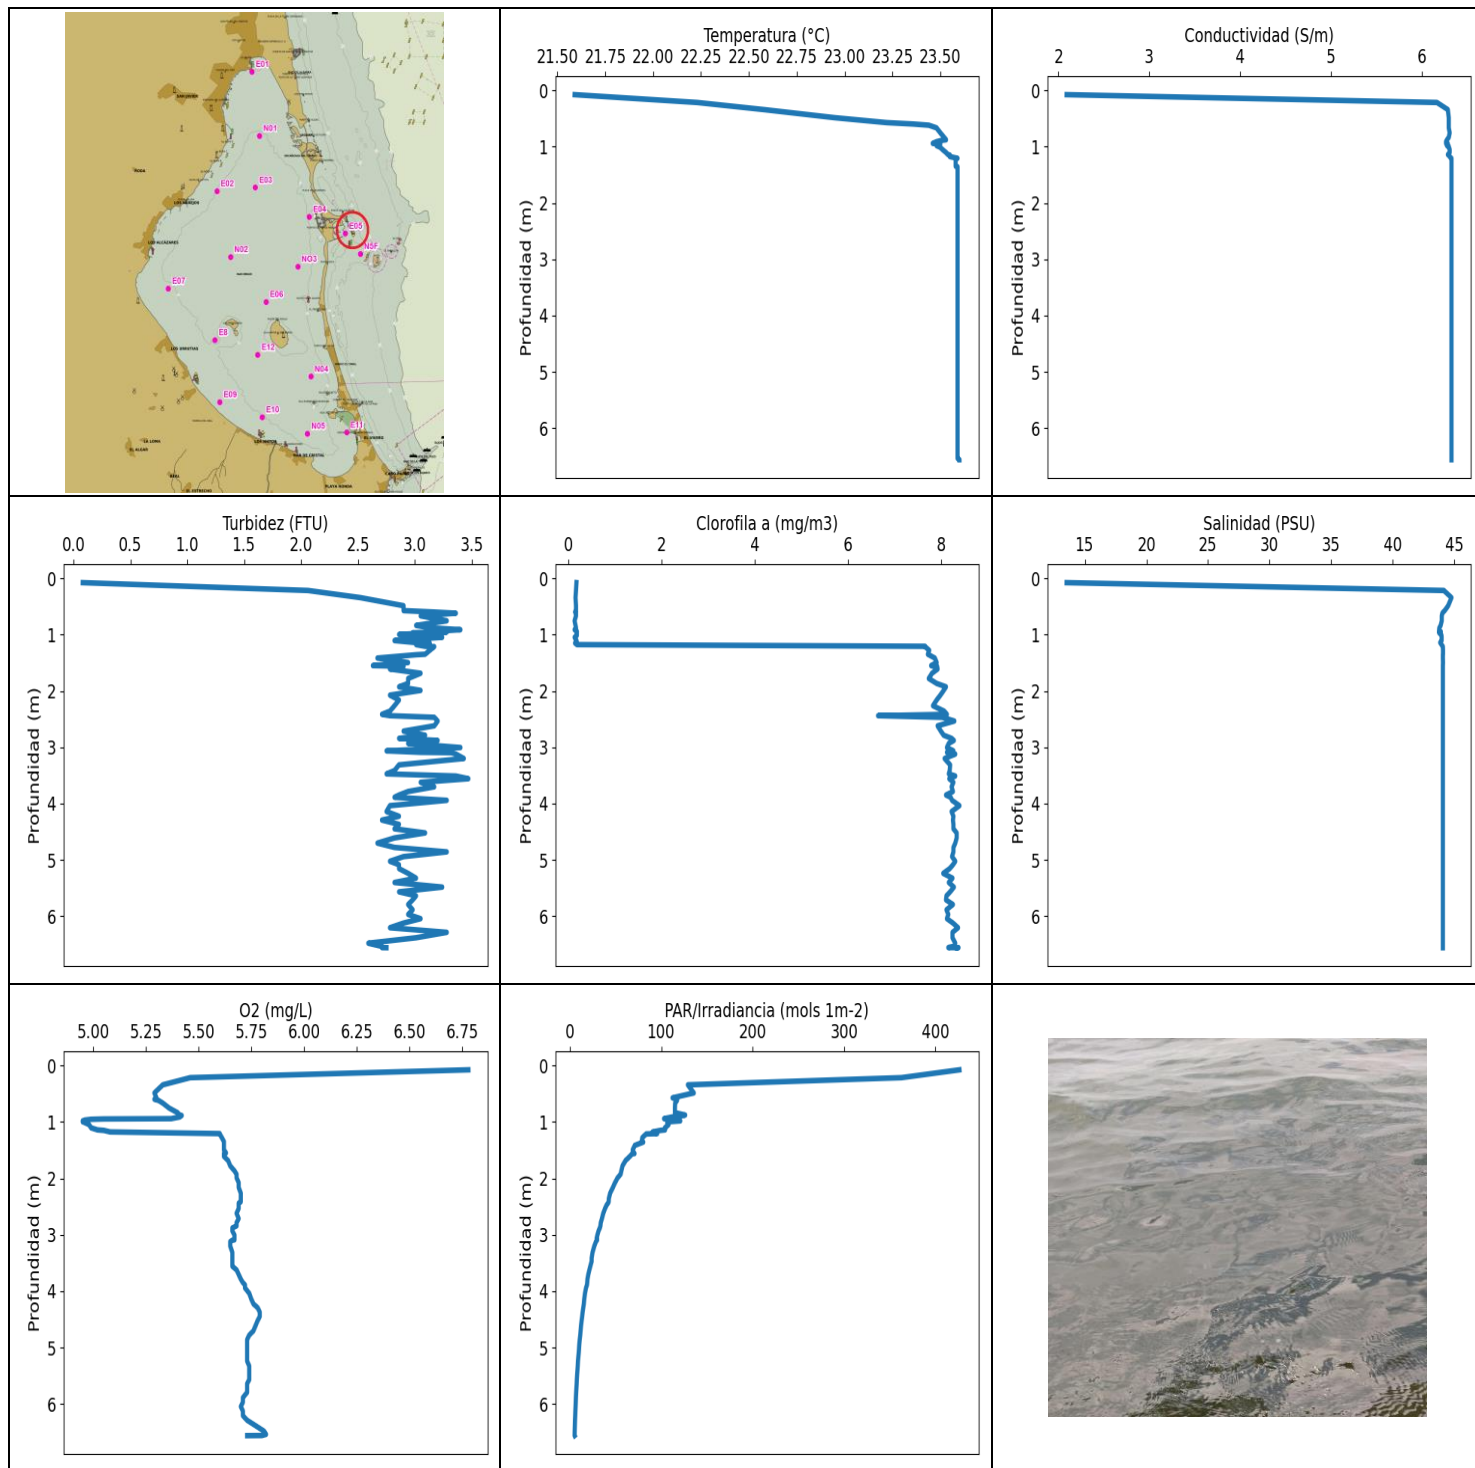 E01
N01
E02
E03
E04
E05
N5F
N02
NO3
E07
E06
E8
E12
N04
E09
E10
N05
E11
Temperatura (°C)
21.50 21.75 22.00 22.25 22.50 22.75 23.00 23.25 23.50
0
1
2
3
4
5
6
Profundidad (m)
Conductividad (S/m)
2 3 4 5 6
0
1
2
3
4
5
6
Profundidad (m)
Turbidez (FTU)
0.0 0.5 1.0 1.5 2.0 2.5 3.0 3.5
0
1
2
3
4
5
6
Profundidad (m)
Clorofila a (mg/m3)
0 2 4 6 8
0
1
2
3
4
5
6
Profundidad (m)
Salinidad (PSU)
15 20 25 30 35 40 45
0
1
2
3
4
5
6
Profundidad (m)
O2 (mg/L)
5.00 5.25 5.50 5.75 6.00 6.25 6.50 6.75
0
1
2
3
4
5
6
Profundidad (m)
PAR/Irradiancia (mols 1m-2)
0 100 200 300 400
0
1
2
3
4
5
6
Profundidad (m)